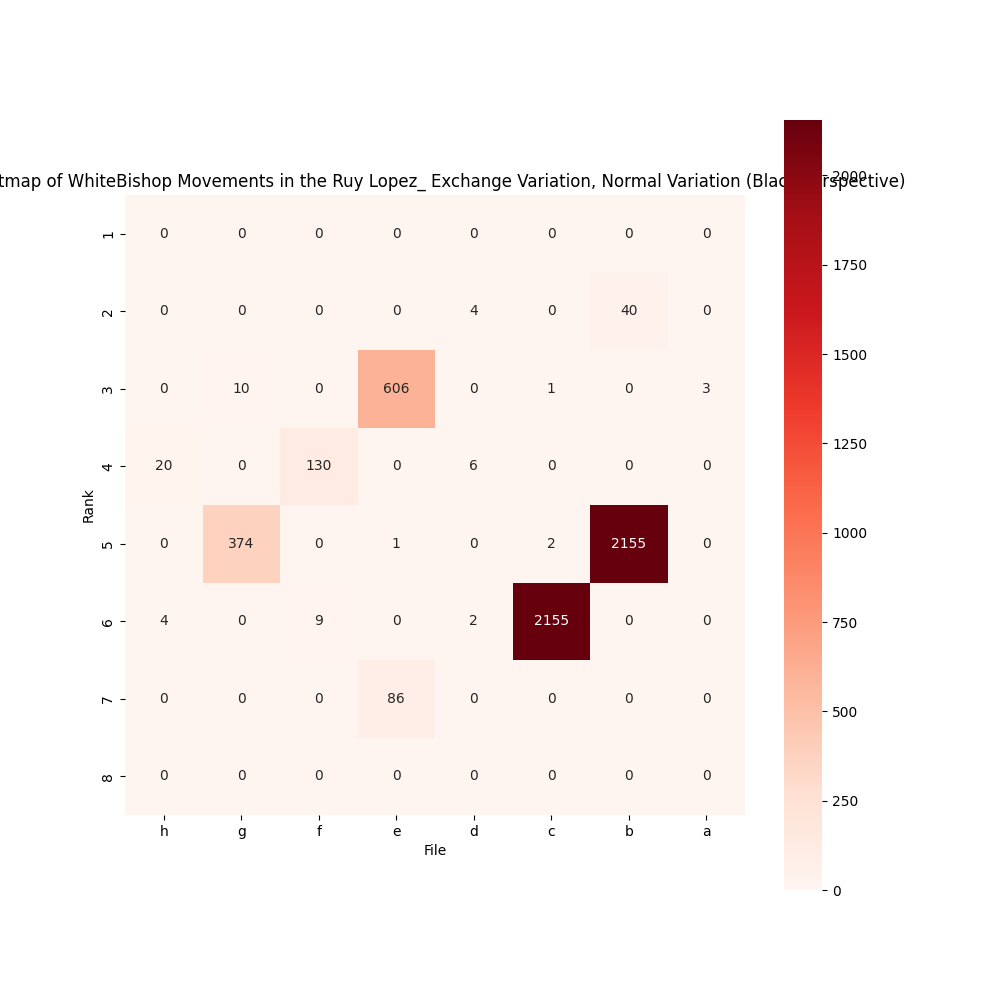 tmap of WhiteBishop Movements in the Ruy Lopez_ Exchange Variation, Normal Variation (Blac rspective)
1 0 0 0 0 0 0 0 0
2 0 0 0 0 4 0 40 0
3 0 10 0 606 0 1 0 3
4 20 0 130 0 6 0 0 0
5 0 374 0 1 0 2 2155 0
6 4 0 9 0 2 2155 0 0
7 0 0 0 86 0 0 0 0
8 0 0 0 0 0 0 0 0
h g f e d c b a
File
Rank
2000
1750
1500
1250
1000
750
500
250
0